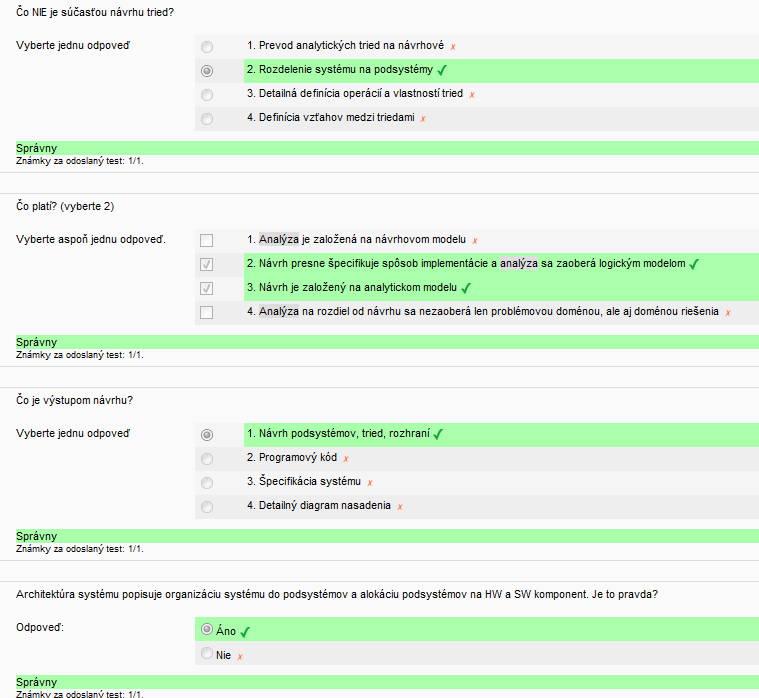 Čo NIE je súčasťou návrhu tried?
Vyberte jednu odpoveď
1. Prevod analytických tried na návrhové
2. Rozdelenie systému na podsystémy
3. Detailná definícia operácií a vlastností tried
4. Definícia vzťahov medzi triedami
Správny
Známky za odoslaný test: 1/1.
Čo platí? (vyberte 2)
Vyberte aspoň jednu odpoveď.
1. Analýza je založená na návrhovom modelu
2. Návrh presne špecifikuje spôsob implementácie a analýza sa zaoberá logickým modelom
3. Návrh je založený na analytickom modelu
4. Analýza na rozdiel od návrhu sa nezaoberá len problémovou doménou, ale aj doménou riešenia
Správny
Známky za odoslaný test: 1/1.
Čo je výstupom návrhu?
Vyberte jednu odpoveď
1. Návrh podsystémov, tried, rozhraní
2. Programový kód
3. Špecifikácia systému
4. Detailný diagram nasadenia
Správny
Známky za odoslaný test: 1/1.
Architektúra systému popisuje organizáciu systému do podsystémov a alokáciu podsystémov na HW a SW komponent. Je to pravda?
Odpoveď:
Áno
Nie
Správny
Známky za odoslaný test: 1/1.